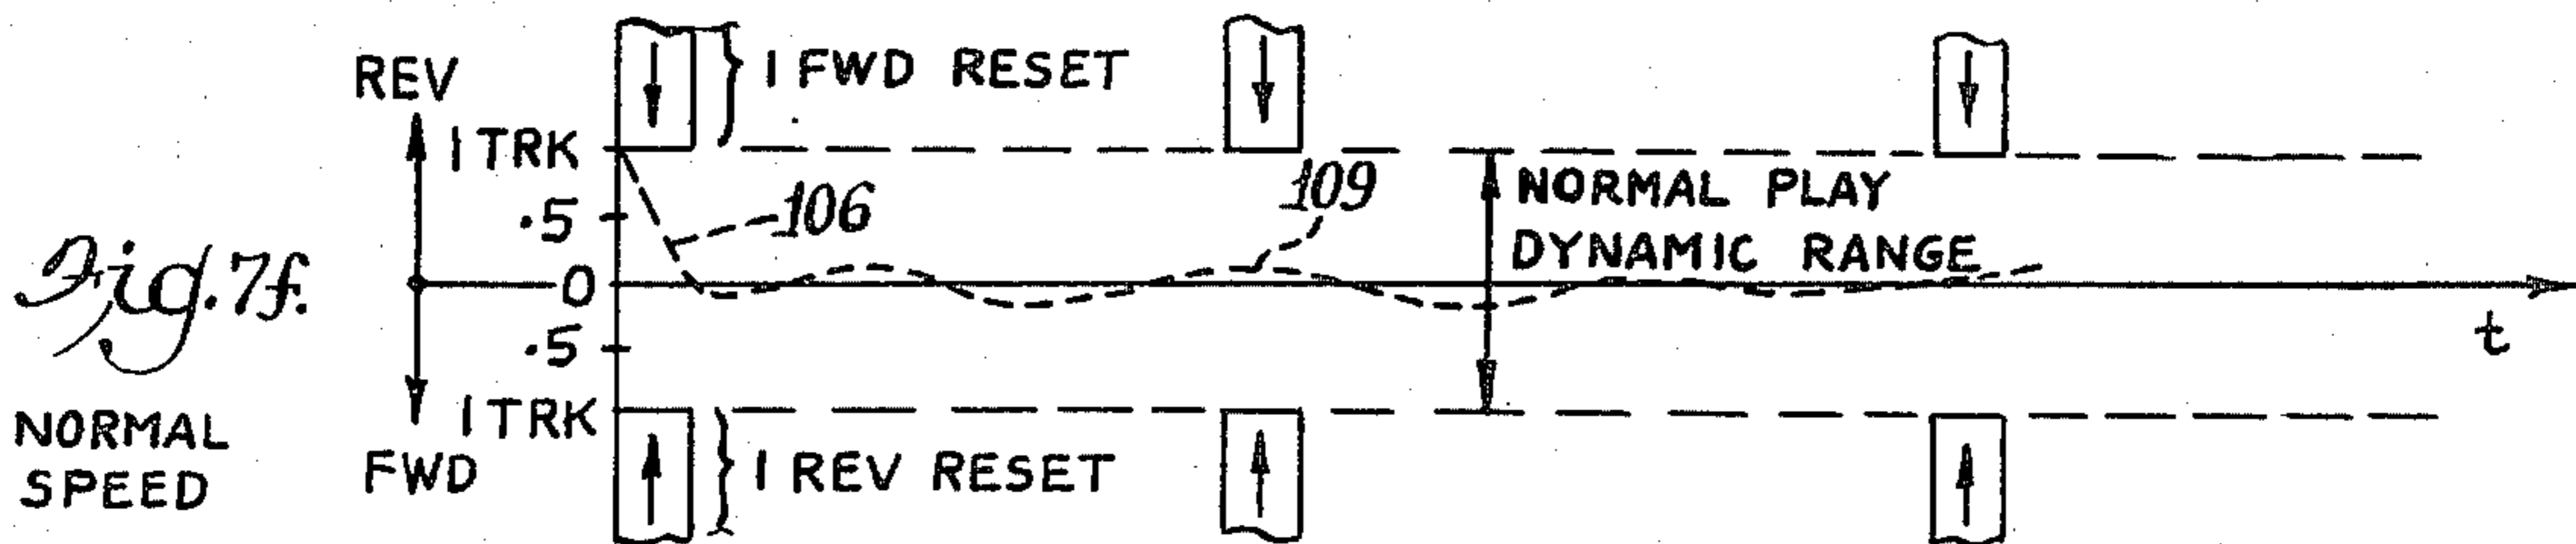 REV
1 FWD RESET
1 TRK
.5
106
109
NORMAL PLAY
DYNAMIC RANGE
Fig. 7f.
0
t
.5
1 TRK
NORMAL
SPEED
FWD
1 REV RESET